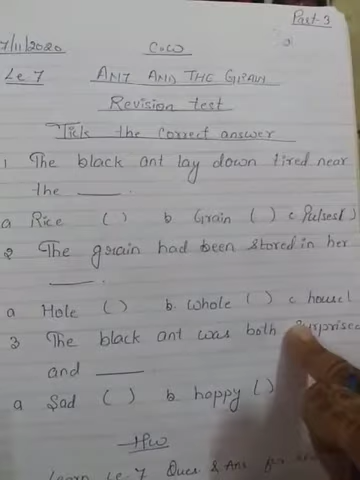 Part-3
7/11/2020 C.W
Le 7 ANT AND THE GRAIN
Revision test
Tick the correct answer
1 The black ant lay down tired near
the ____.
a Rice ( ) b Grain ( ) c Pulses( )
2 The grain had been stored in her
____.
a Hole ( ) b. whole ( ) c house(
3 The black ant was both surprised
and ____
a Sad ( ) b. happy ( )
HW
Learn Le 7 Ques & Ans for